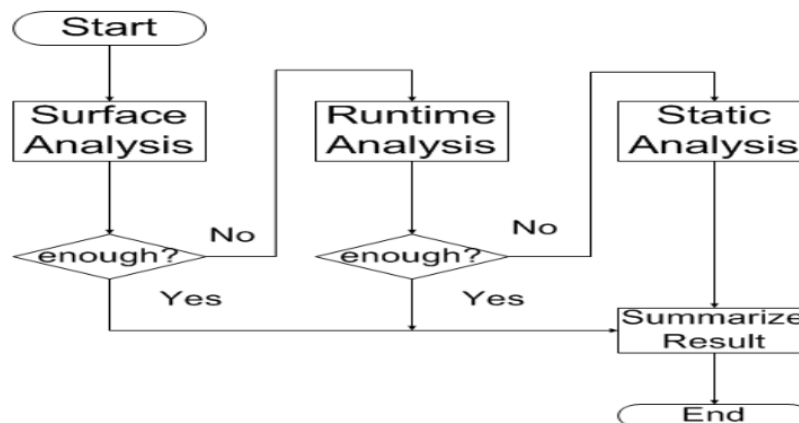 Start
Surface
Analysis
enough?
No
Yes
Runtime
Analysis
enough?
No
Yes
Static
Analysis
Summarize
Result
End